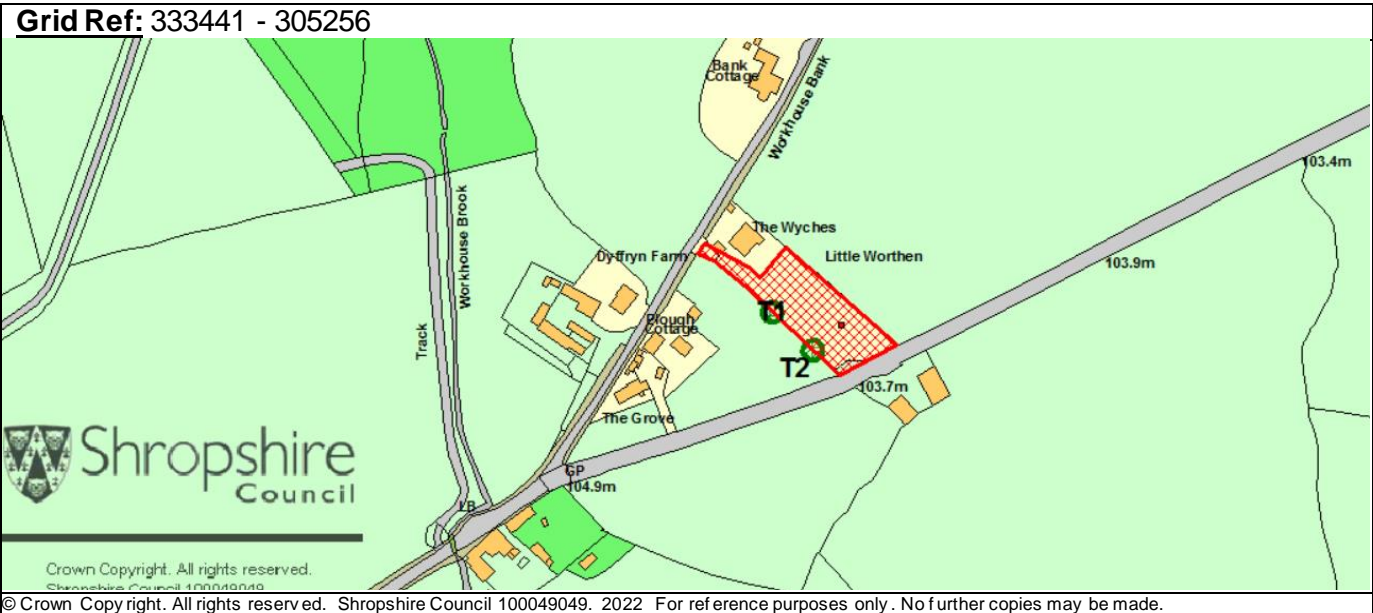 Grid Ref: 333441 - 305256
Bank
Cottage
Workhouse Bank
103.4m
Workhouse Brook
The Wyches
Dyffryn Farm
Little Worthen
103.9m
T1
Plough
Cottage
Track
T2
103.7m
The Grove
Shropshire
Council
GP
104.9m
LB
Crown Copyright. All rights reserved.
Shropshire Council 100049049
© Crown Copyright. All rights reserved. Shropshire Council 100049049. 2022 For reference purposes only. No further copies may be made.